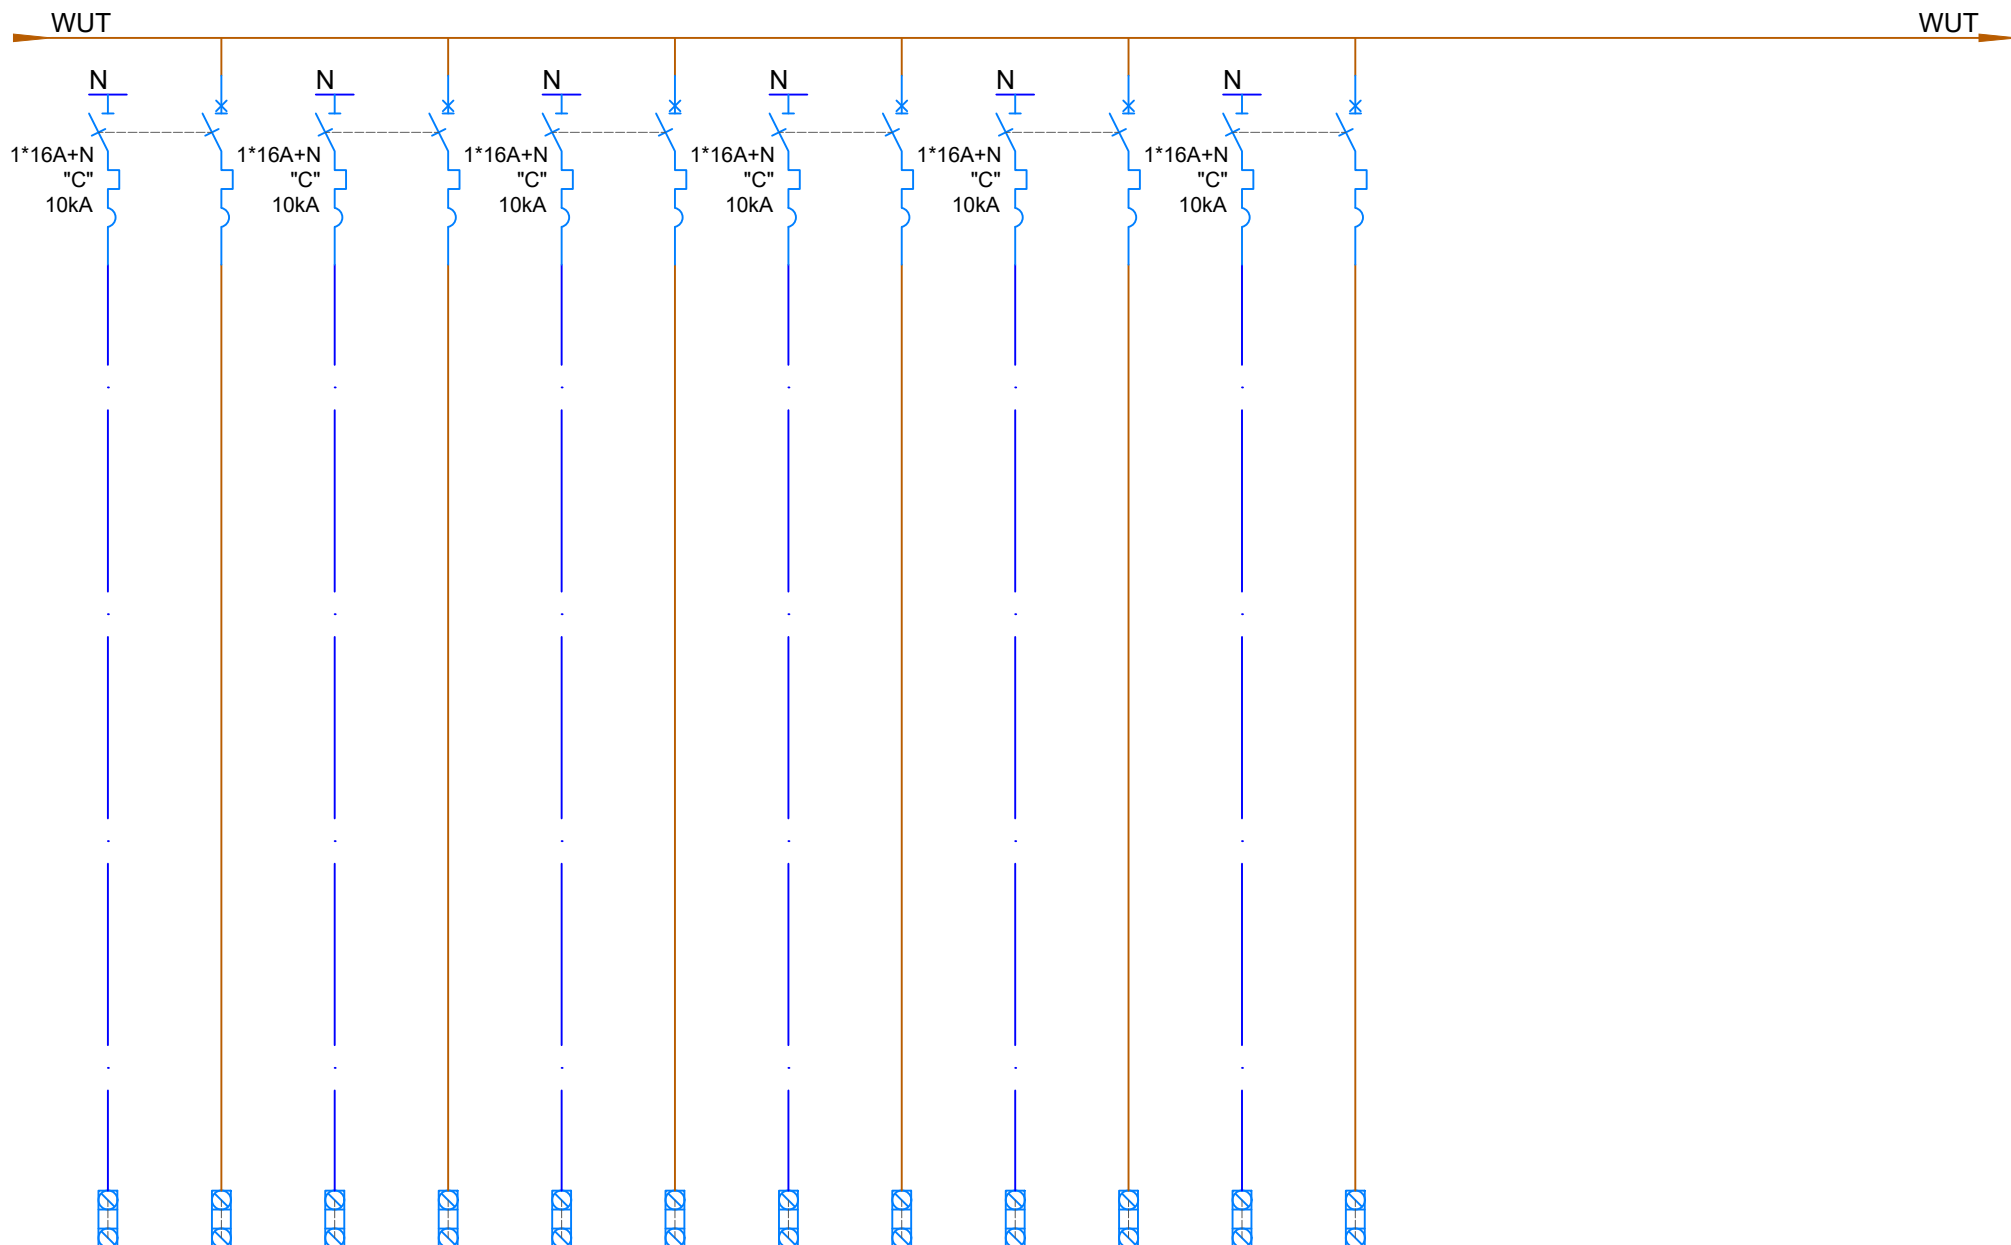 WUT WUT
N N N N N N
1*16A+N 1*16A+N 1*16A+N 1*16A+N 1*16A+N 1*16A+N
"C" "C" "C" "C" "C" "C"
10kA 10kA 10kA 10kA 10kA 10kA